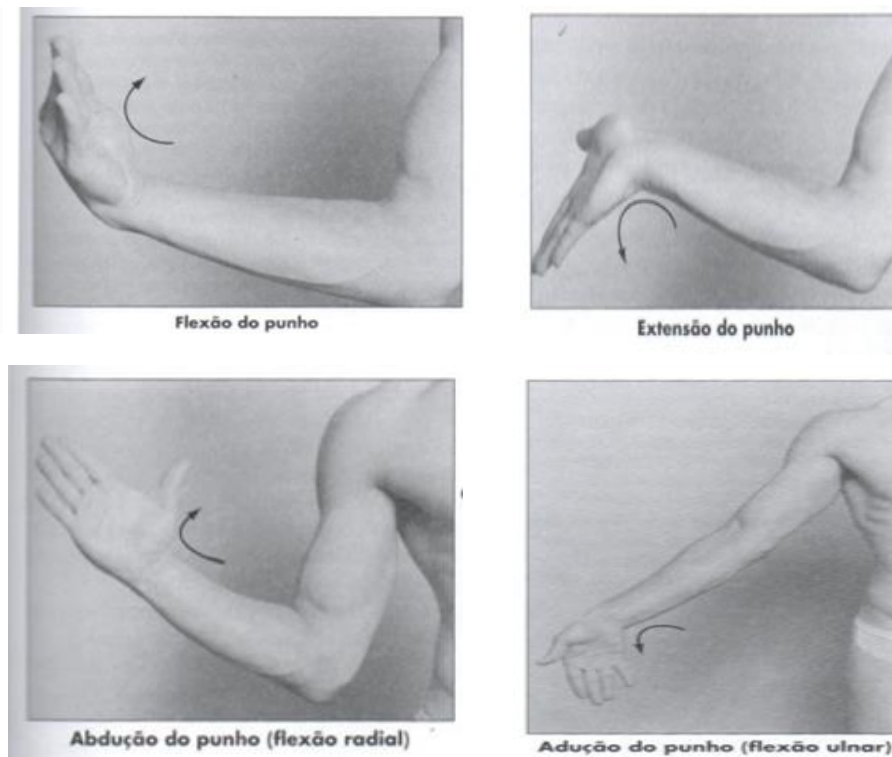 Flexão do punho
Extensão do punho
Abdução do punho (flexão radial)
Adução do punho (flexão ulnar)